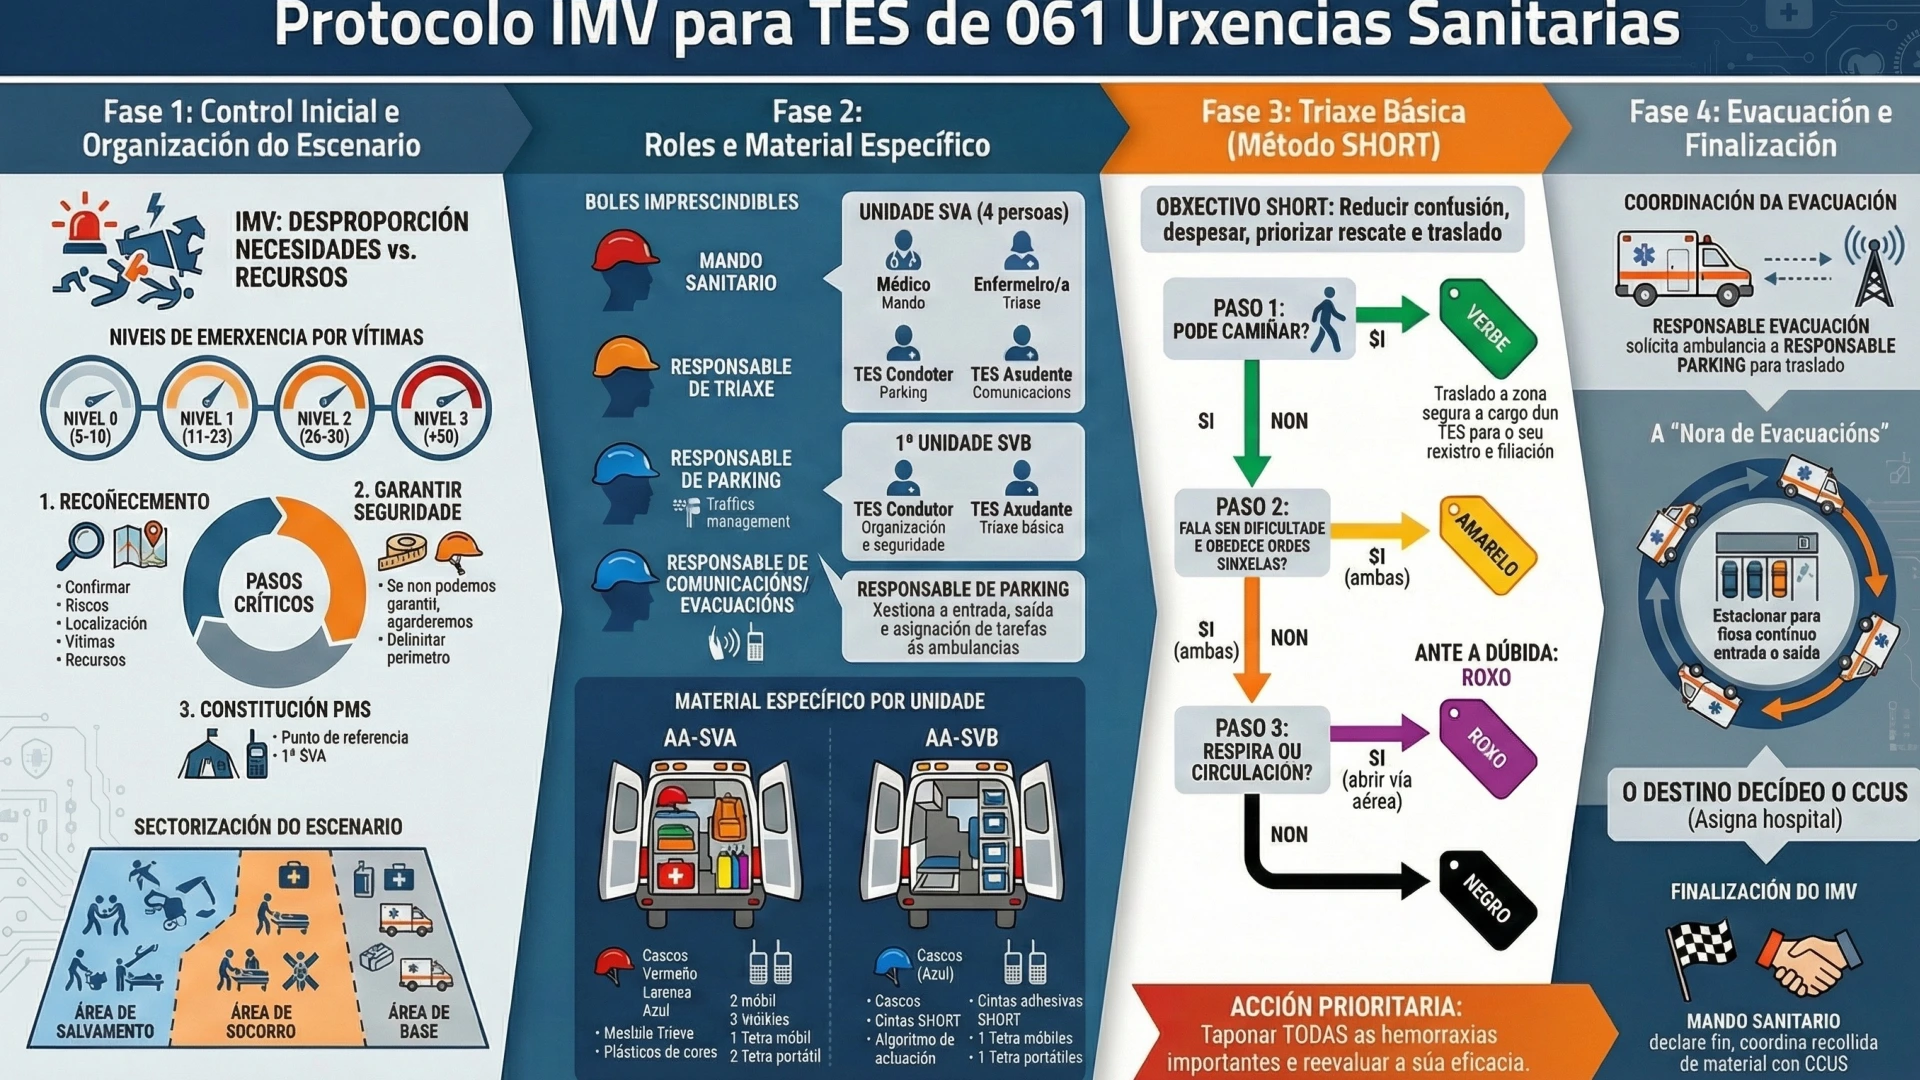 Protocolo IMV para TES de 061 Urxencias Sanitarias
Fase 1: Control Inicial e
Organización do Escenario
IMV: DESPROPORCIÓN
NECESIDADES vs.
RECURSOS
NIVEIS DE EMERXENCIA POR VÍTIMAS
NIVEL 0
(5-10)
NIVEL 1
(11-23)
NIVEL 2
(26-30)
NIVEL 3
(+50)
1. RECOÑECEMENTO
• Confirmar
• Riscos
• Localización
• Vítimas
• Recursos
PASOS
CRÍTICOS
2. GARANTIR
SEGURIDADE
• Se non podemos
garantil,
agarderemos
• Delinirtar
perimetro
3. CONSTITUCIÓN PMS
• Punto de referencia
• 1ª SVA
SECTORIZACIÓN DO ESCENARIO
ÁREA DE
SALVAMENTO
ÁREA DE
SOCORRO
ÁREA DE
BASE
Fase 2:
Roles e Material Específico
BOLES IMPRESCINDIBLES
MANDO
SANITARIO
RESPONSABLE
DE TRIAXE
RESPONSABLE
DE PARKING
Traffics
management
RESPONSABLE DE
COMUNICACIÓNS/
EVACUACIÓNS
UNIDADE SVA (4 persoas)
Médico
Mando
Enfermelro/a
Triase
TES Condoter
Parking
TES Asudente
Comunicacions
1ª UNIDADE SVB
TES Condutor
Organización
e seguridade
TES Axudante
Tríaxe básica
RESPONSABLE DE PARKING
Xestiona a entrada, saída
e asignación de tarefas
ás ambulancias
MATERIAL ESPECÍFICO POR UNIDADE
AA-SVA
Cascos
Vermeño
Larenea
Azul
• Meslile Trieve
• Plásticos de cores
2 móbil
1 Tetra móbil
2 Tetra portátil
AA-SVB
Cascos
(Azul)
• Cascos
• Cintas SHORT
• Algoritmo de
actuación
• Cintas adhesivas
SHORT
• 1 Tetra móbiles
• 1 Tetra portátiles
Fase 3: Triaxe Básica
(Método SHORT)
OBXECTIVO SHORT: Reducir confusión,
despesar, priorizar rescate e traslado
PASO 1:
PODE CAMIÑAR?
$I
VERBE
Traslado a zona
segura a cargo dun
TES para o seu
rexistro e filiación
SI
NON
PASO 2:
FALA SEN DIFICULTADE
E OBEDECE ORDES
SINXELAS?
$I
(ambas)
AMARELO
$I
(ambas)
NON
ANTE A DÚBIDA:
ROXO
PASO 3:
RESPIRA OU
CIRCULACIÓN?
SI
(abrir vía
aérea)
ROXO
NON
NEGRO
ACCIÓN PRIORITARIA:
Taponar TODAS as hemorraxias
importantes e reevaluar a súa eficacia.
Fase 4: Evacuación e
Finalización
COORDINACIÓN DA EVACUACIÓN
RESPONSABLE EVACUACIÓN
solícita ambulancia a RESPONSABLE
PARKING para traslado
A “Nora de Evacuacións”
Estaclonar para
fiosa contínuo
entrada o saida
O DESTINO DECÍDEO O CCUS
(Asigna hospital)
FINALIZACIÓN DO IMV
MANDO SANITARIO
declare fin, coordina recollida
de material con CCUS